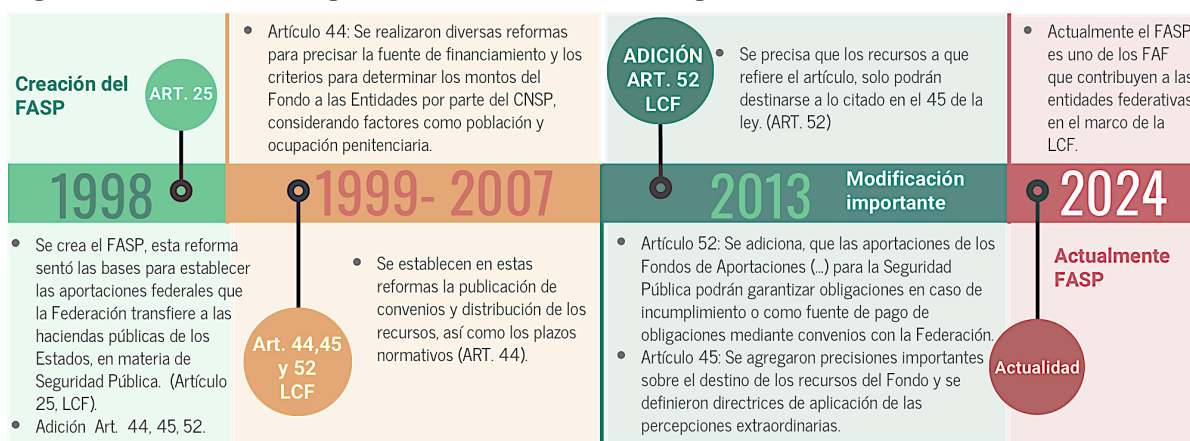 Creación del
FASP
ART. 25
1998
Se crea el FASP, esta reforma
sentó las bases para establecer
las aportaciones federales que
la Federación transfiere a las
haciendas públicas de los
Estados, en materia de
Seguridad Pública. (Artículo
25, LCF).
Adición Art. 44, 45, 52.
Artículo 44: Se realizaron diversas reformas
para precisar la fuente de financiamiento y los
criterios para determinar los montos del
Fondo a las Entidades por parte del CNSP,
considerando factores como población y
ocupación penitenciaria.
1999- 2007
Art. 44,45
y 52
LCF
Se establecen en estas
reformas la publicación de
convenios y distribución de los
recursos, así como los plazos
normativos (ART. 44).
ADICIÓN
ART. 52
LCF
Se precisa que los recursos a que
refiere el artículo, solo podrán
destinarse a lo citado en el 45 de la
ley. (ART. 52)
2013
Modificación
importante
Artículo 52: Se adiciona, que las aportaciones de los
Fondos de Aportaciones (...) para la Seguridad
Pública podrán garantizar obligaciones en caso de
incumplimiento o como fuente de pago de
obligaciones mediante convenios con la Federación.
Artículo 45: Se agregaron precisiones importantes
sobre el destino de los recursos del Fondo y se
definieron directrices de aplicación de las
percepciones extraordinarias.
Actualmente el FASP
es uno de los FAF
que contribuyen a las
entidades federativas
en el marco de la
LCF.
2024
Actualmente
FASP
Actualidad